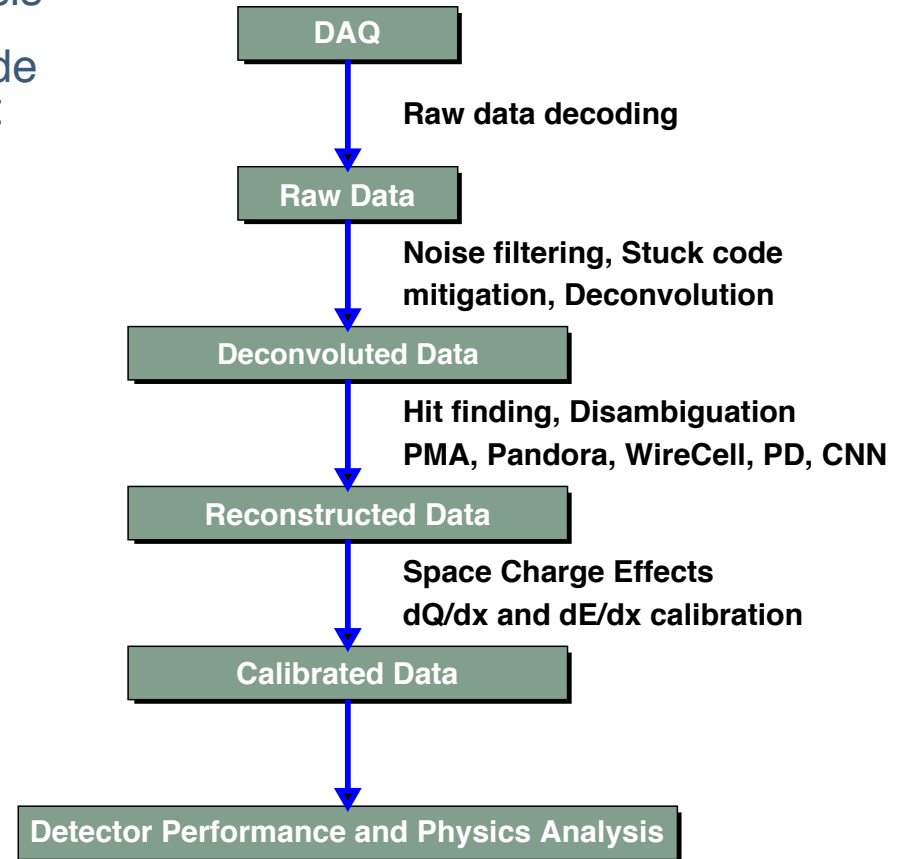 DAQ
Raw data decoding
Raw Data
Noise filtering, Stuck code
mitigation, Deconvolution
Deconvoluted Data
Hit finding, Disambiguation
PMA, Pandora, WireCell, PD, CNN
Reconstructed Data
Space Charge Effects
dQ/dx and dE/dx calibration
Calibrated Data
Detector Performance and Physics Analysis